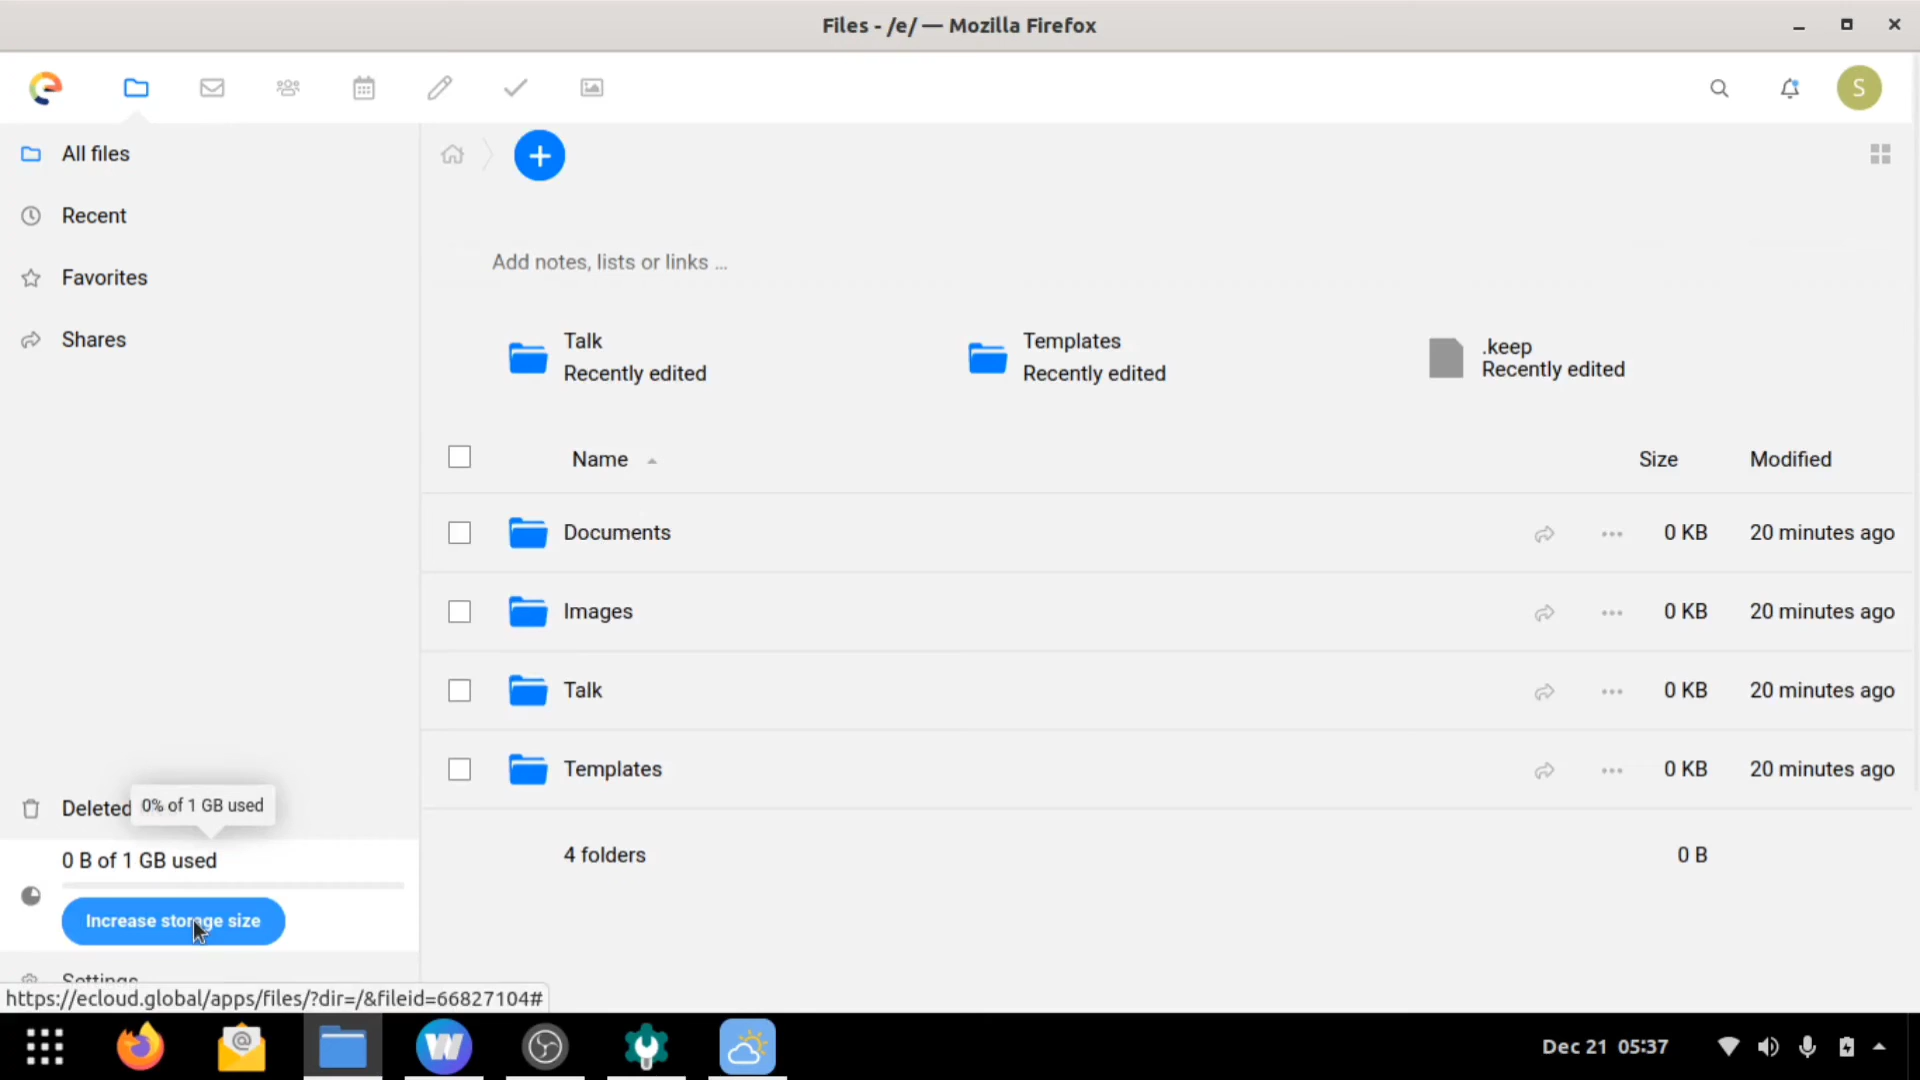 Files - /e/ — Mozilla Firefox
S
All files
Recent
Favorites
Shares
Add notes, lists or links ...
Talk
Recently edited
Templates
Recently edited
.keep
Recently edited
Name
Size
Modified
Documents
0 KB
20 minutes ago
Images
0 KB
20 minutes ago
Talk
0 KB
20 minutes ago
Templates
0 KB
20 minutes ago
4 folders
0 B
Deleted
0% of 1 GB used
0 B of 1 GB used
Increase storage size
Settings
https://ecloud.global/apps/files/?dir=/&fileid=66827104#
Dec 21 05:37